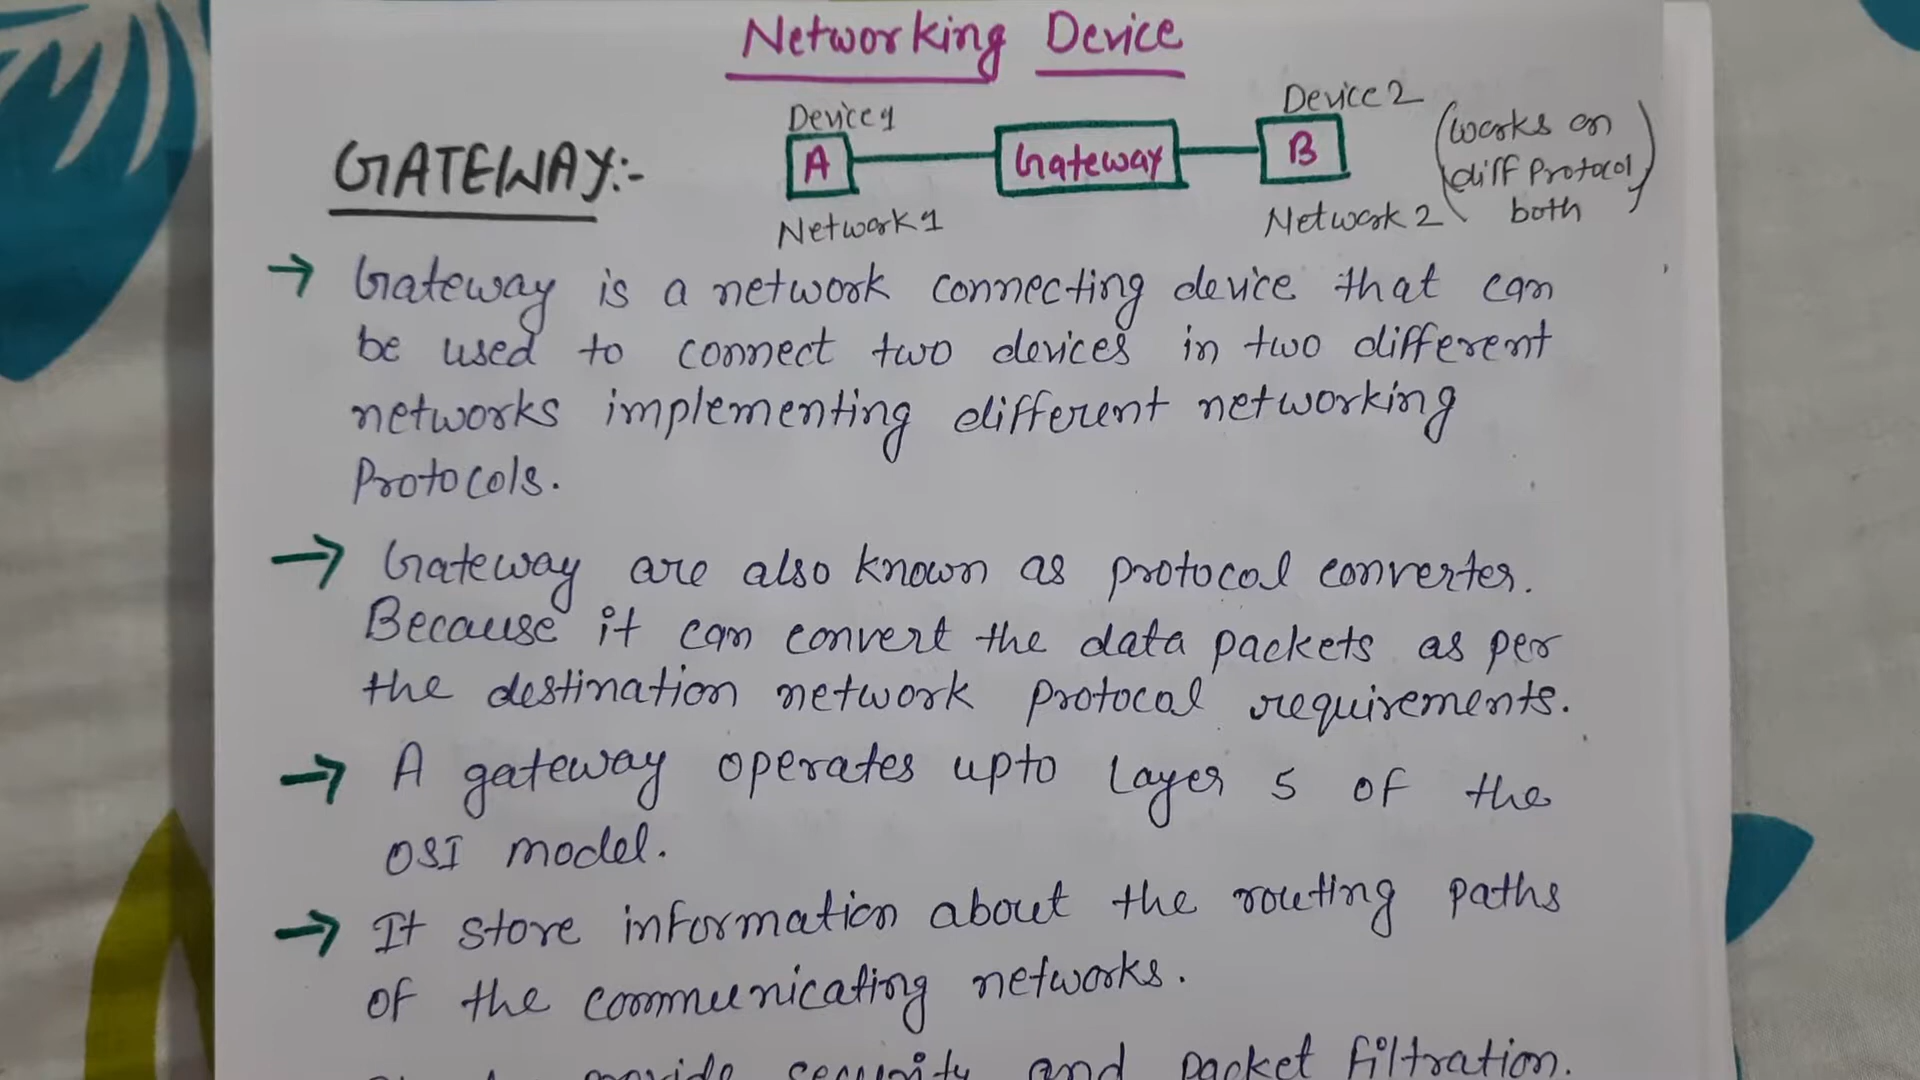 Networking Device
Device1
Device2
GATEWAY:-
A
Gateway
B
(works on
diff Protocol
both)
Network1
Network2
→ Gateway is a network connecting device that can
be used to connect two devices in two different
networks implementing different networking
Protocols.
→ Gateway are also known as protocol converter.
Because it can convert the data packets as per
the destination network protocol requirements.
→ A gateway operates upto Layer 5 of the
OSI model.
→ It store information about the routing paths
of the communicating networks.
provide security and packet filtration.